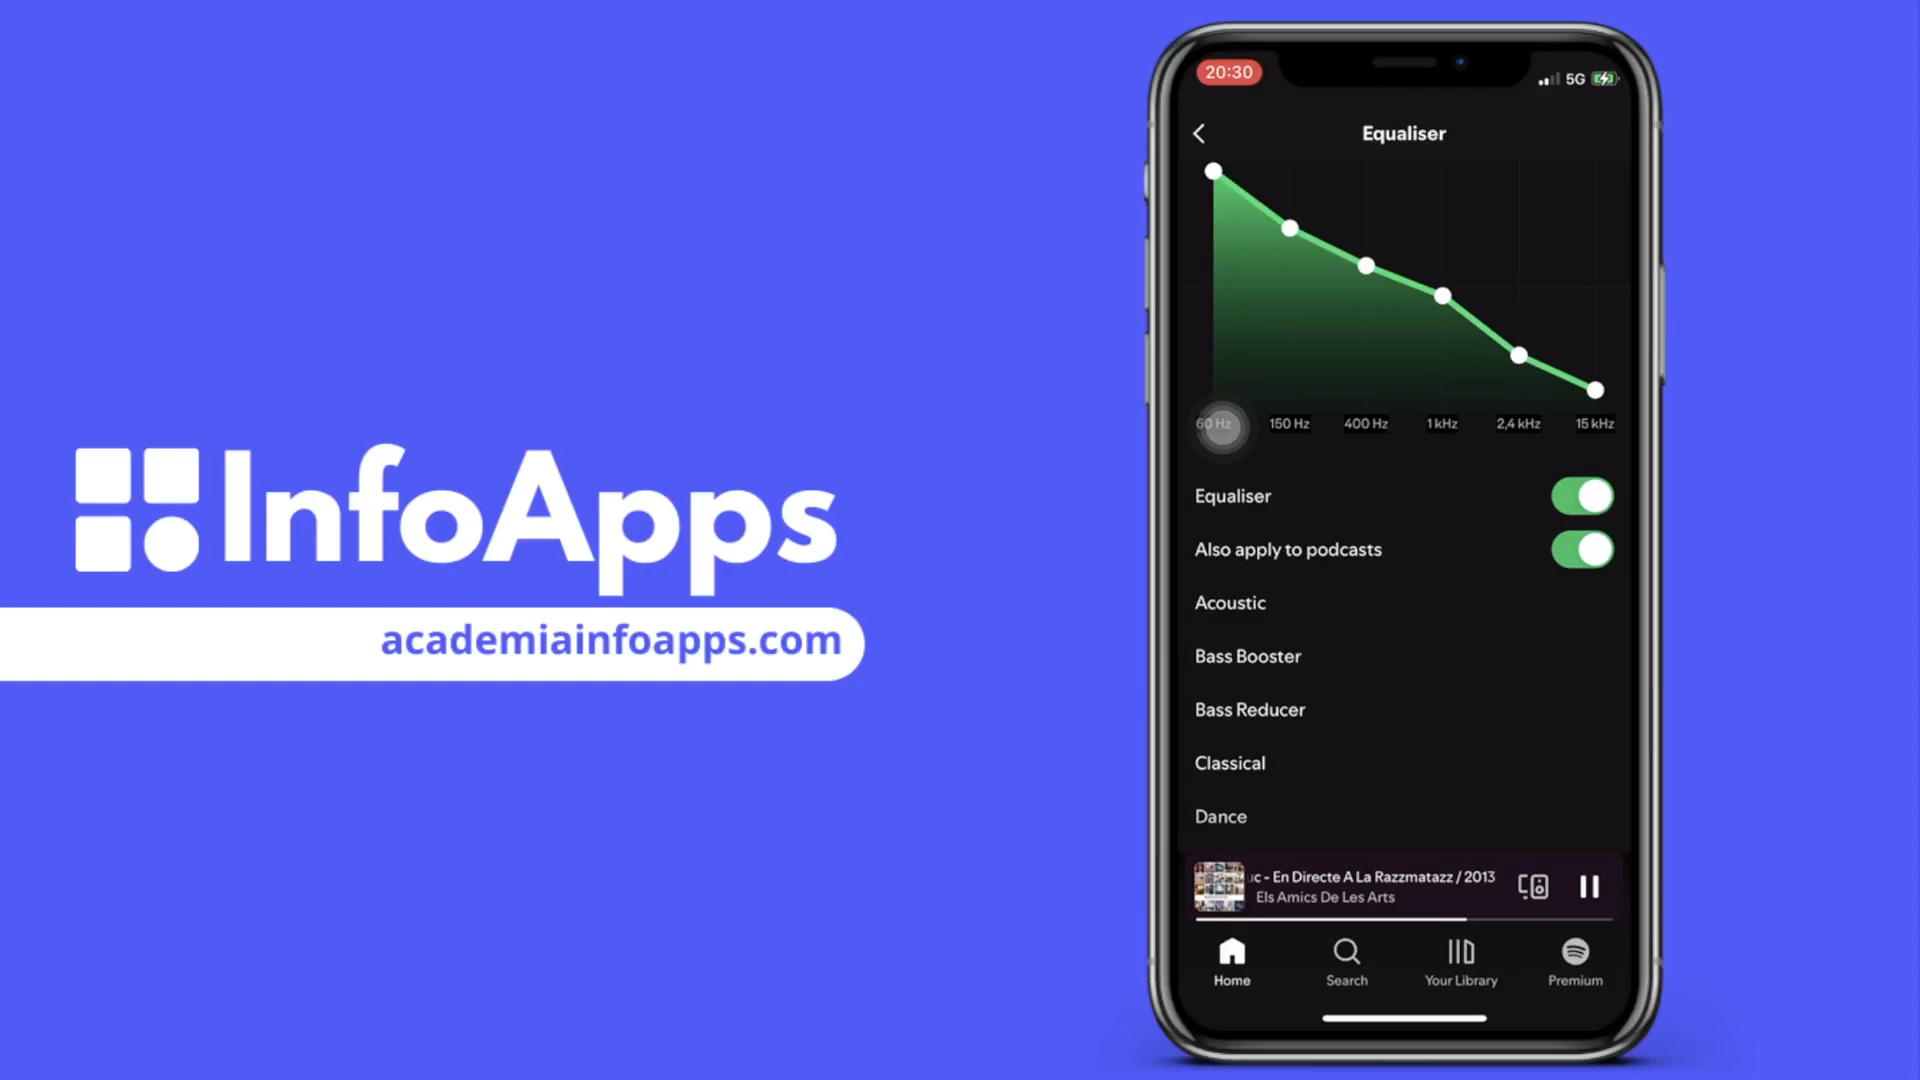 InfoApps
academiainfoapps.com
20:30
5G
Equaliser
60 Hz 150 Hz 400 Hz 1 kHz 2,4 kHz 15 kHz
Equaliser
Also apply to podcasts
Acoustic
Bass Booster
Bass Reducer
Classical
Dance
- En Directe A La Razzmatazz / 2013
Els Amics De Les Arts
Home Search Your Library Premium